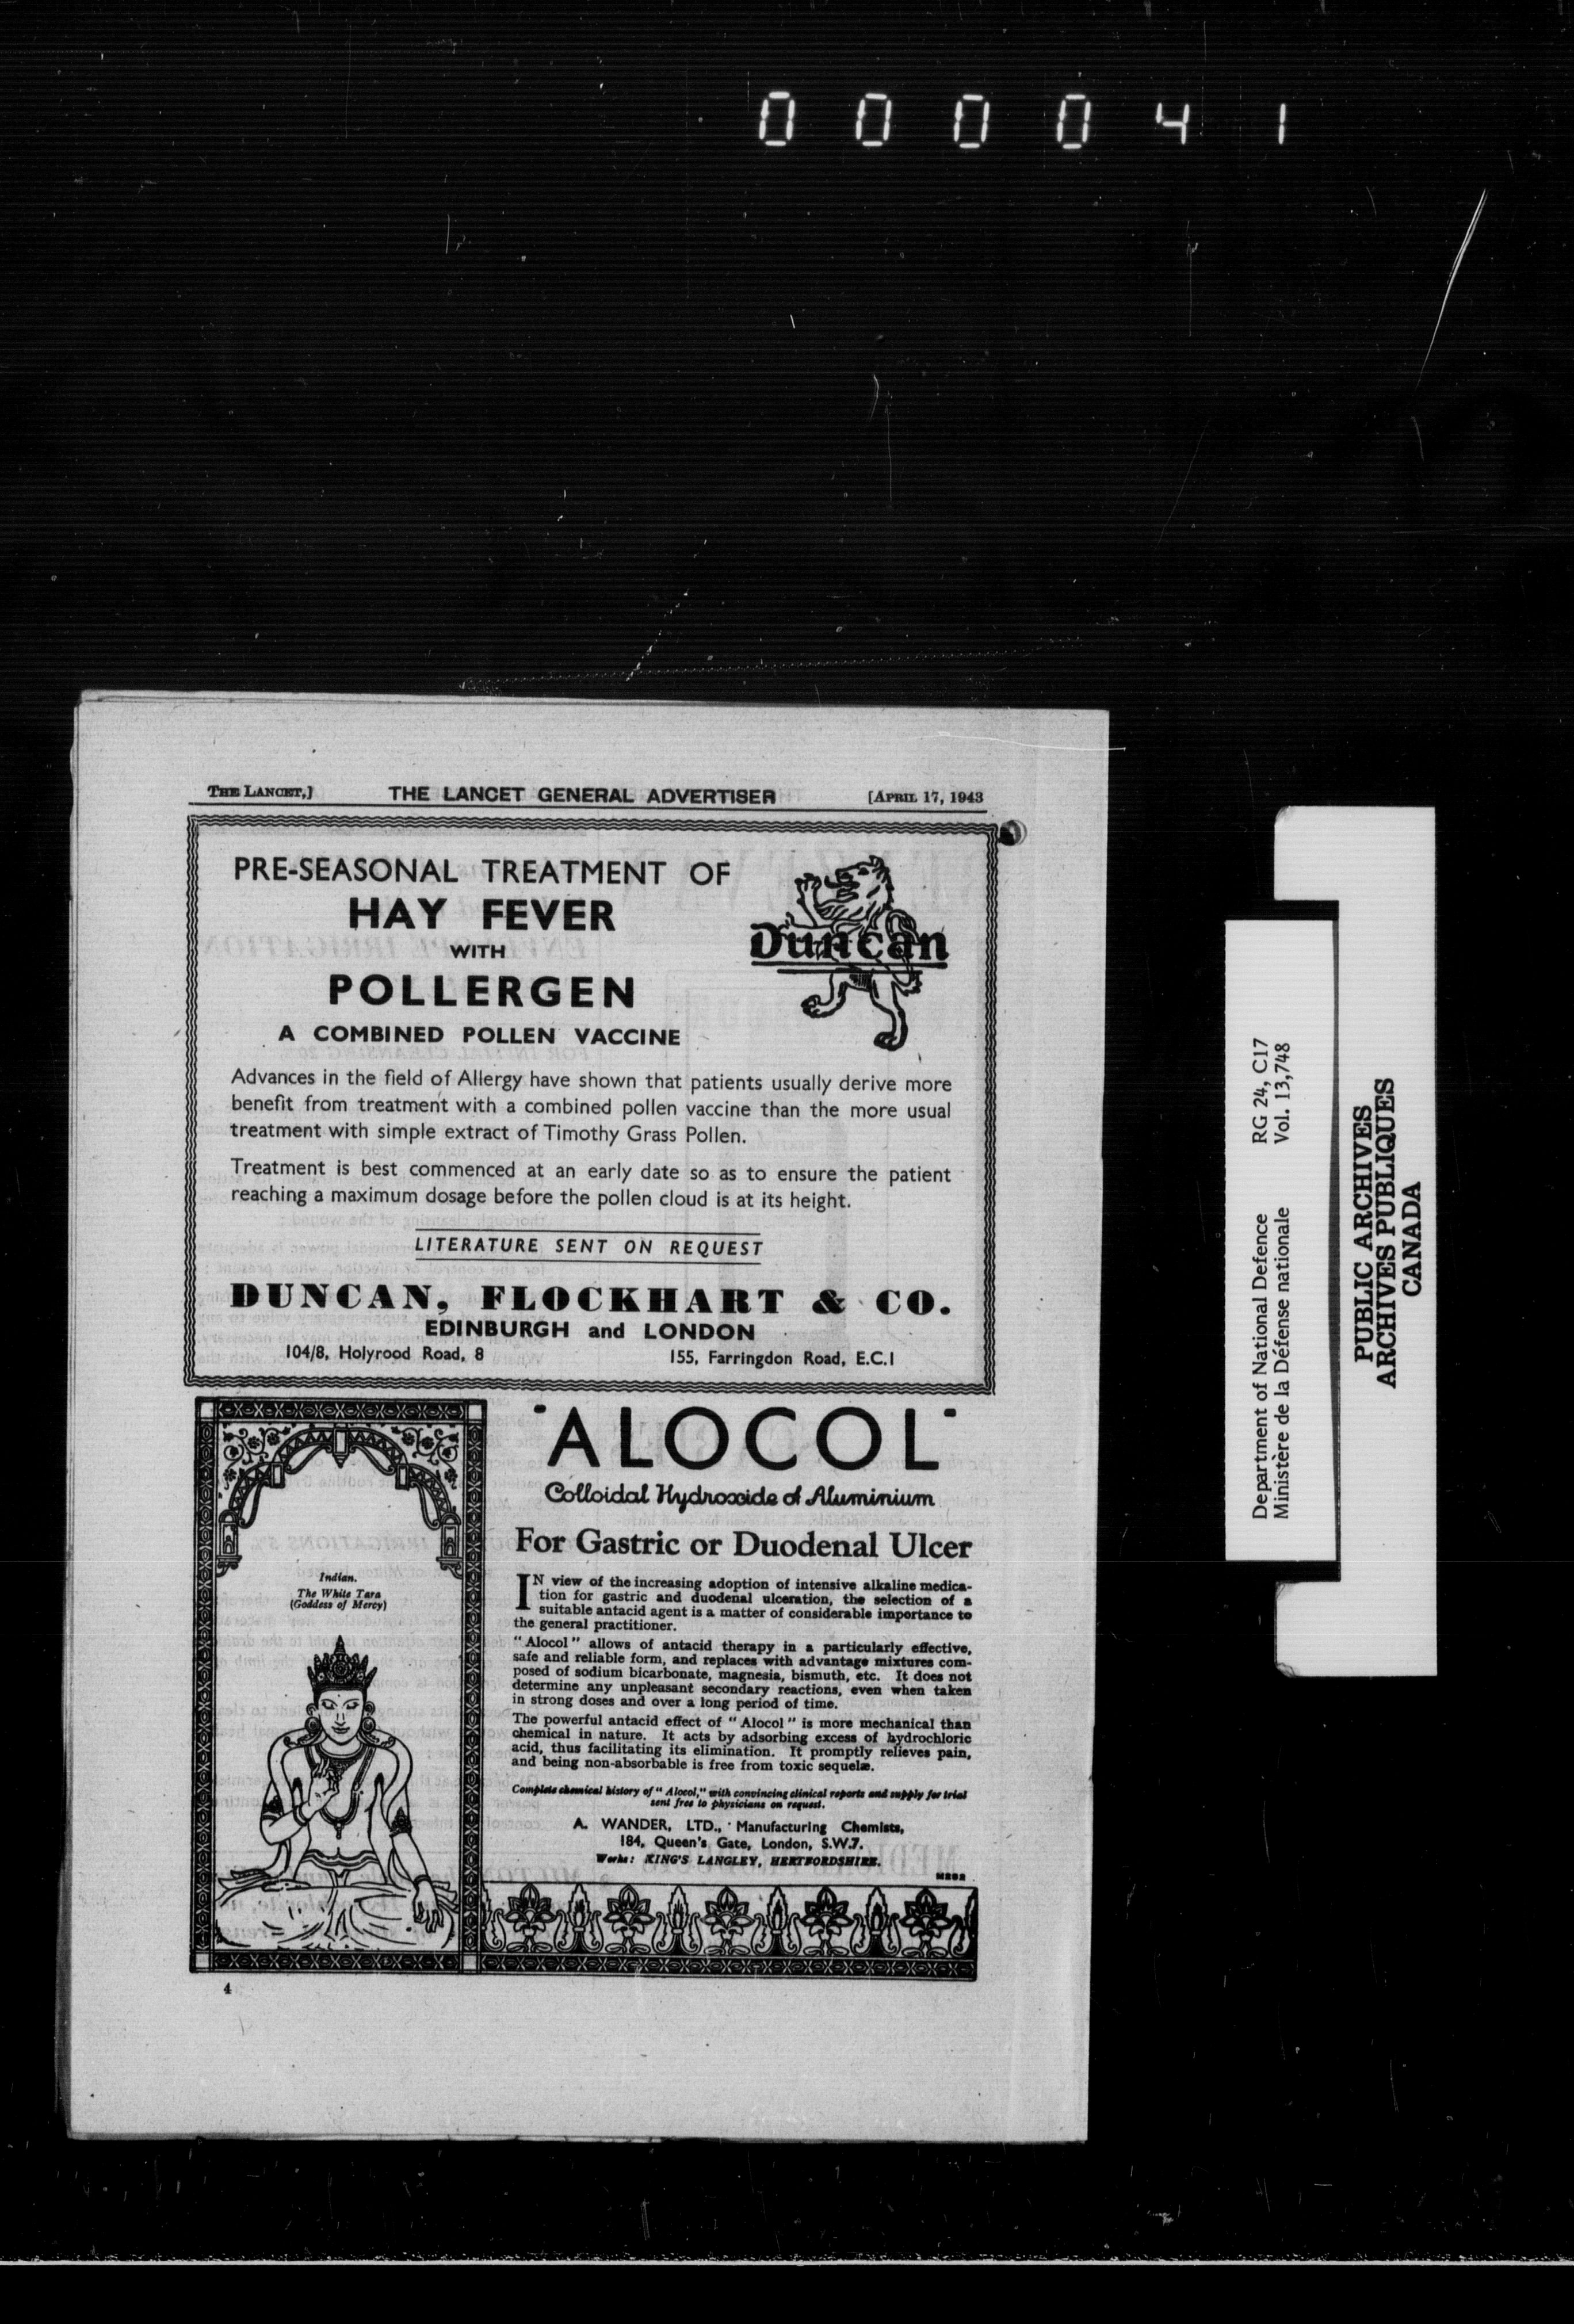 0 0 0 0 4 1
THE LANCET,]
THE LANCET GENERAL ADVERTISER
[APRIL 17, 1943
PRE-SEASONAL TREATMENT OF
HAY FEVER
WITH
POLLERGEN
A COMBINED POLLEN VACCINE
Duncan
Advances in the field of Allergy have shown that patients usually derive more
benefit from treatment with a combined pollen vaccine than the more usual
treatment with simple extract of Timothy Grass Pollen.
Treatment is best commenced at an early date so as to ensure the patient
reaching a maximum dosage before the pollen cloud is at its height.
LITERATURE SENT ON REQUEST
DUNCAN, FLOCKHART & CO.
EDINBURGH and LONDON
104/8, Holyrood Road, 8
155, Farringdon Road, E.C.1
Indian.
The White Tara
(Goddess of Mercy)
"ALOCOL"
Colloidal Hydroxide of Aluminium
For Gastric or Duodenal Ulcer
IN view of the increasing adoption of intensive alkaline medica-
tion for gastric and duodenal ulceration, the selection of a
suitable antacid agent is a matter of considerable importance to
the general practitioner.
"Alocol" allows of antacid therapy in a particularly effective,
safe and reliable form, and replaces with advantage mixtures com-
posed of sodium bicarbonate, magnesia, bismuth, etc. It does not
determine any unpleasant secondary reactions, even when taken
in strong doses and over a long period of time.
The powerful antacid effect of "Alocol" is more mechanical than
chemical in nature. It acts by adsorbing excess of hydrochloric
acid, thus facilitating its elimination. It promptly relieves pain,
and being non-absorbable is free from toxic sequelæ.
Complete chemical history of "Alocol," with convincing clinical reports and supply for trial
sent free to physicians on request.
A. WANDER, LTD., Manufacturing Chemists,
184, Queen's Gate, London, S.W.7.
Works: KING'S LANGLEY, HERTFORDSHIRE.
4
Department of National Defence RG 24, C17
Ministère de la Défense nationale Vol. 13,748
PUBLIC ARCHIVES
ARCHIVES PUBLIQUES
CANADA